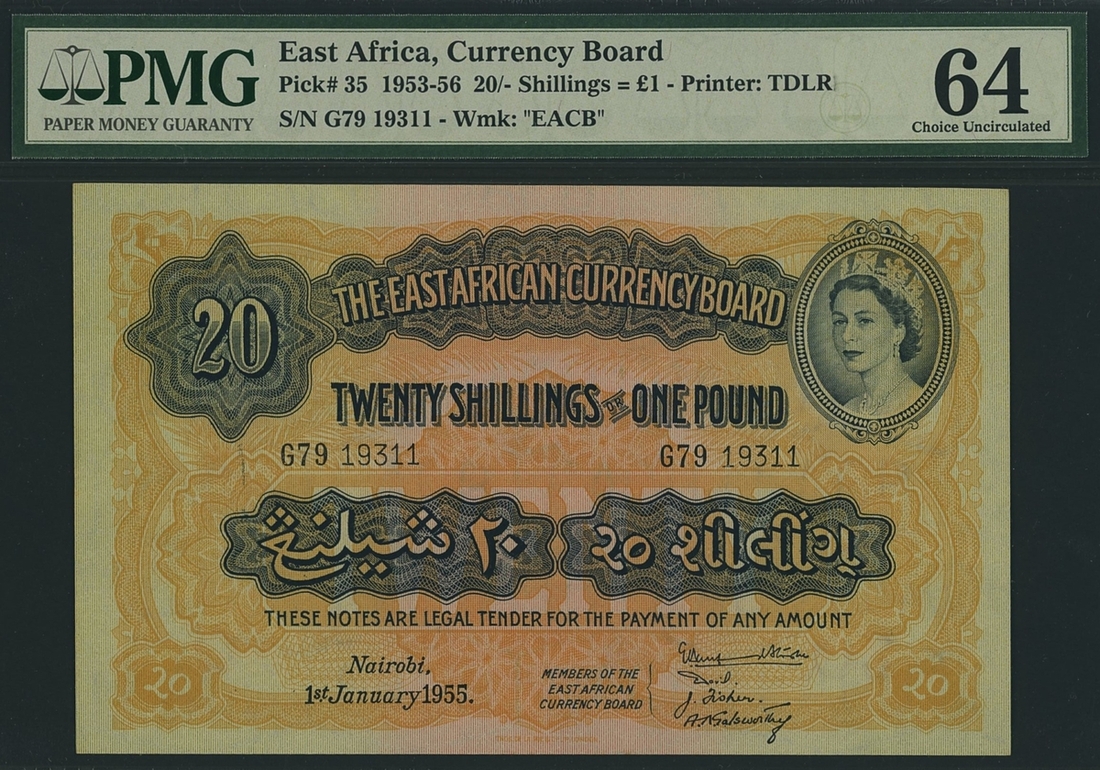 PMG
PAPER MONEY GUARANTY
East Africa, Currency Board
Pick# 35 1953-56 20/- Shillings = £1 - Printer: TDLR
S/N G79 19311 - Wmk: "EACB"
64
Choice Uncirculated
20
THE EAST AFRICAN CURRENCY BOARD
TWENTY SHILLINGS OR ONE POUND
G79 19311
G79 19311
٢٠ شيلنڠ
૨૦ શીલીંગ
THESE NOTES ARE LEGAL TENDER FOR THE PAYMENT OF ANY AMOUNT
Nairobi,
1st January 1955.
MEMBERS OF THE
EAST AFRICAN
CURRENCY BOARD
J. Fisher.
A. N. Galsworthy
20
20